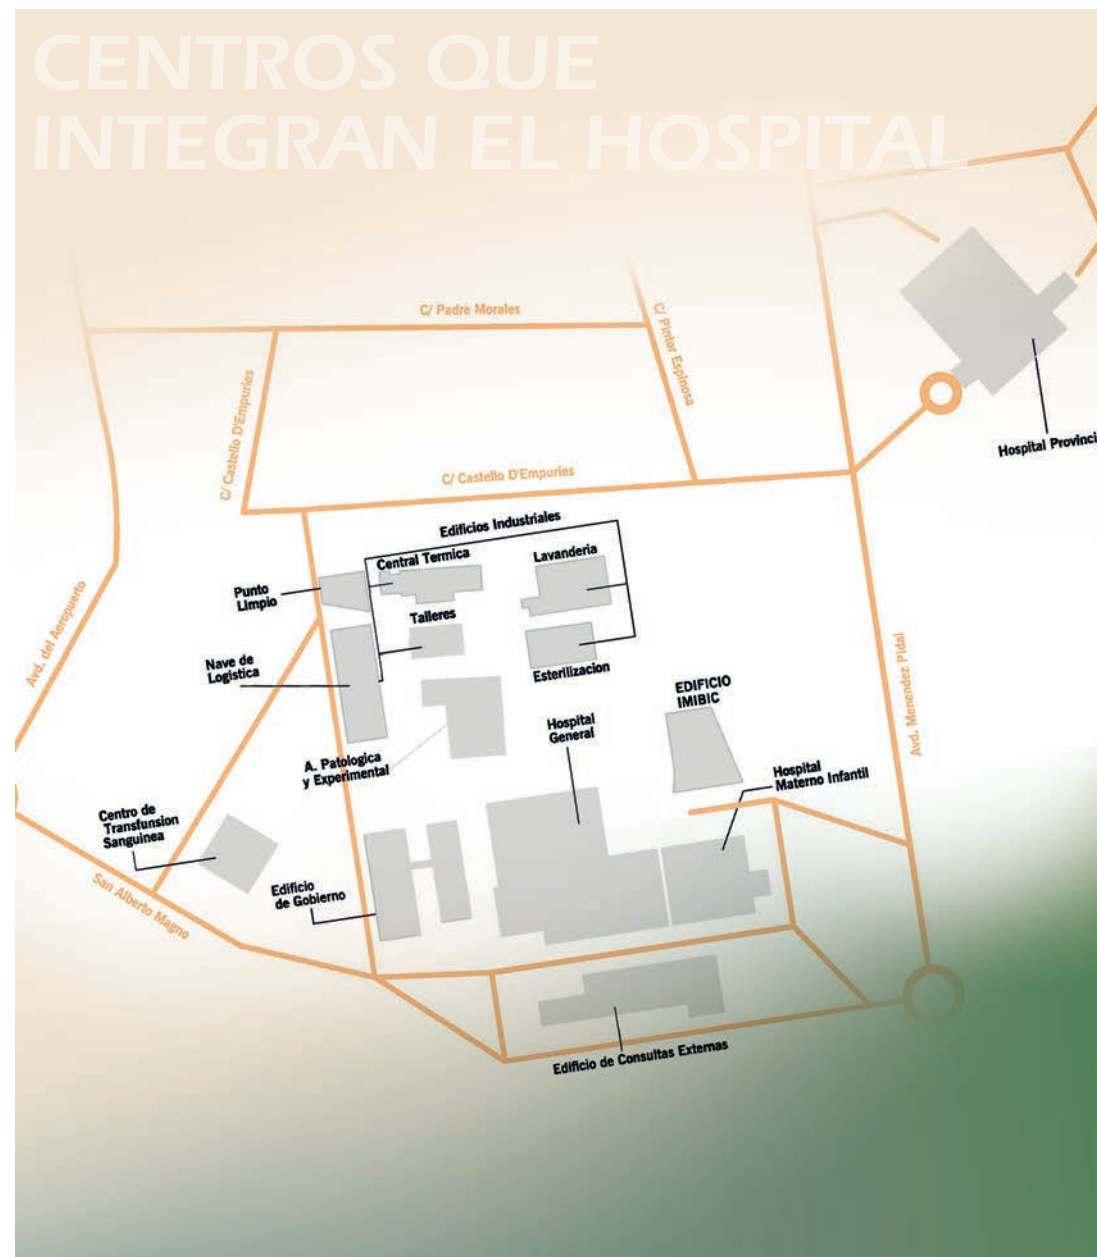 CENTROS QUE
INTEGRAN EL HOSPITAL
C/ Padre Morales
C/ Pintor Espinosa
C/ Castello D'Empuries
Hospital Provinci
C/ Castello D'Empuries
Edificios Industriales
Central Termica
Lavanderia
Punto
Limpio
Talleres
Avd. del Aeropuerto
Nave de
Logistica
Esterilizacion
EDIFICIO
IMIBIC
Avd. Menendez Pidal
Hospital
General
A. Patologica
y Experimental
Hospital
Materno Infantil
Centro de
Transfunsion
Sanguinea
San Alberto Magno
Edificio
de Gobierno
Edificio de Consultas Externas